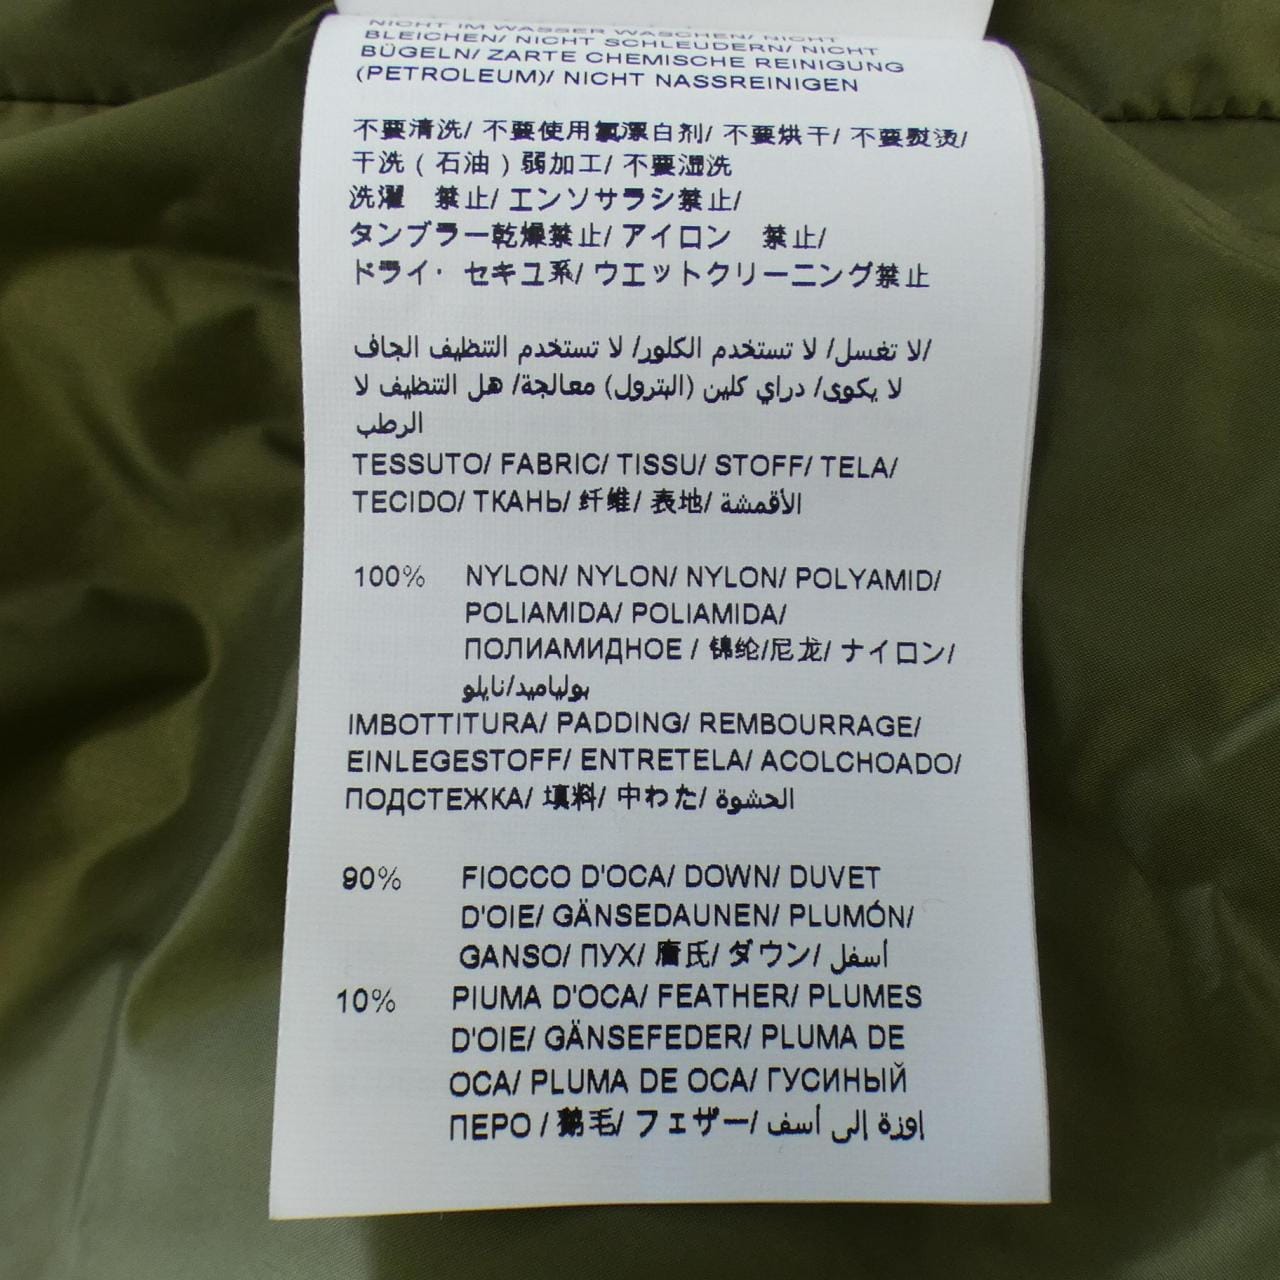 NICHT IM WASSER WASCHEN/ NICHT
BLEICHEN/ NICHT SCHLEUDERN/ NICHT
BÜGELN/ ZARTE CHEMISCHE REINIGUNG
(PETROLEUM)/ NICHT NASSREINIGEN
不要清洗/ 不要使用氯漂白剂/ 不要烘干/ 不要熨烫/
干洗 ( 石油 ) 弱加工/ 不要湿洗
洗濯　禁止/ エンソサラシ禁止/
タンブラー乾燥禁止/ アイロン　禁止/
ドライ· セキユ系/ ウエットクリーニング禁止
لا تغسل/ لا تستخدم الكلور/ لا تستخدم التنظيف الجاف/
لا يكوى/ دراي كلين (البترول) معالجة/ هل التنظيف لا
الرطب
TESSUTO/ FABRIC/ TISSU/ STOFF/ TELA/
TECIDO/ ТКАНЬ/ 纤维/ 表地/ الأقمشة
100% NYLON/ NYLON/ NYLON/ POLYAMID/
POLIAMIDA/ POLIAMIDA/
ПОЛИАМИДНОЕ / 锦纶/尼龙/ ナイロン/
بولياميد/نايلو
IMBOTTITURA/ PADDING/ REMBOURRAGE/
EINLEGESTOFF/ ENTRETELA/ ACOLCHOADO/
ПОДСТЕЖКА/ 填料/ 中わた/ الحشوة
90% FIOCCO D'OCA/ DOWN/ DUVET
D'OIE/ GÄNSEDAUNEN/ PLUMÓN/
GANSO/ ПУХ/ 唐氏/ ダウン/ أسفل
10% PIUMA D'OCA/ FEATHER/ PLUMES
D'OIE/ GÄNSEFEDER/ PLUMA DE
OCA/ PLUMA DE OCA/ ГУСИНЫЙ
ПЕРО / 鹅毛/ フェザー/ اوزة إلى أسف